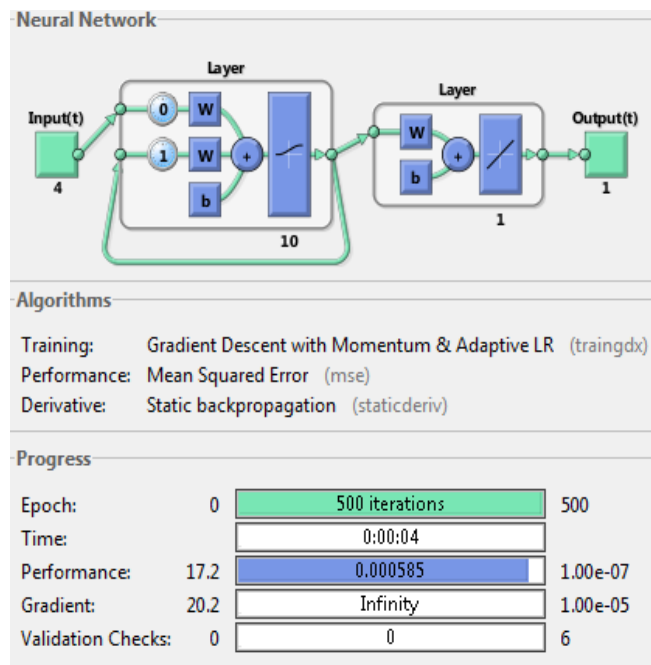 Neural Network
Layer
Layer
Input(t)
Output(t)
0 W
W
1 W
+
+
b
b
4
1
1
10
Algorithms
Training: Gradient Descent with Momentum & Adaptive LR (traingdx)
Performance: Mean Squared Error (mse)
Derivative: Static backpropagation (staticderiv)
Progress
Epoch: 0 500 iterations 500
Time: 0:00:04
Performance: 17.2 0.000585 1.00e-07
Gradient: 20.2 Infinity 1.00e-05
Validation Checks: 0 0 6